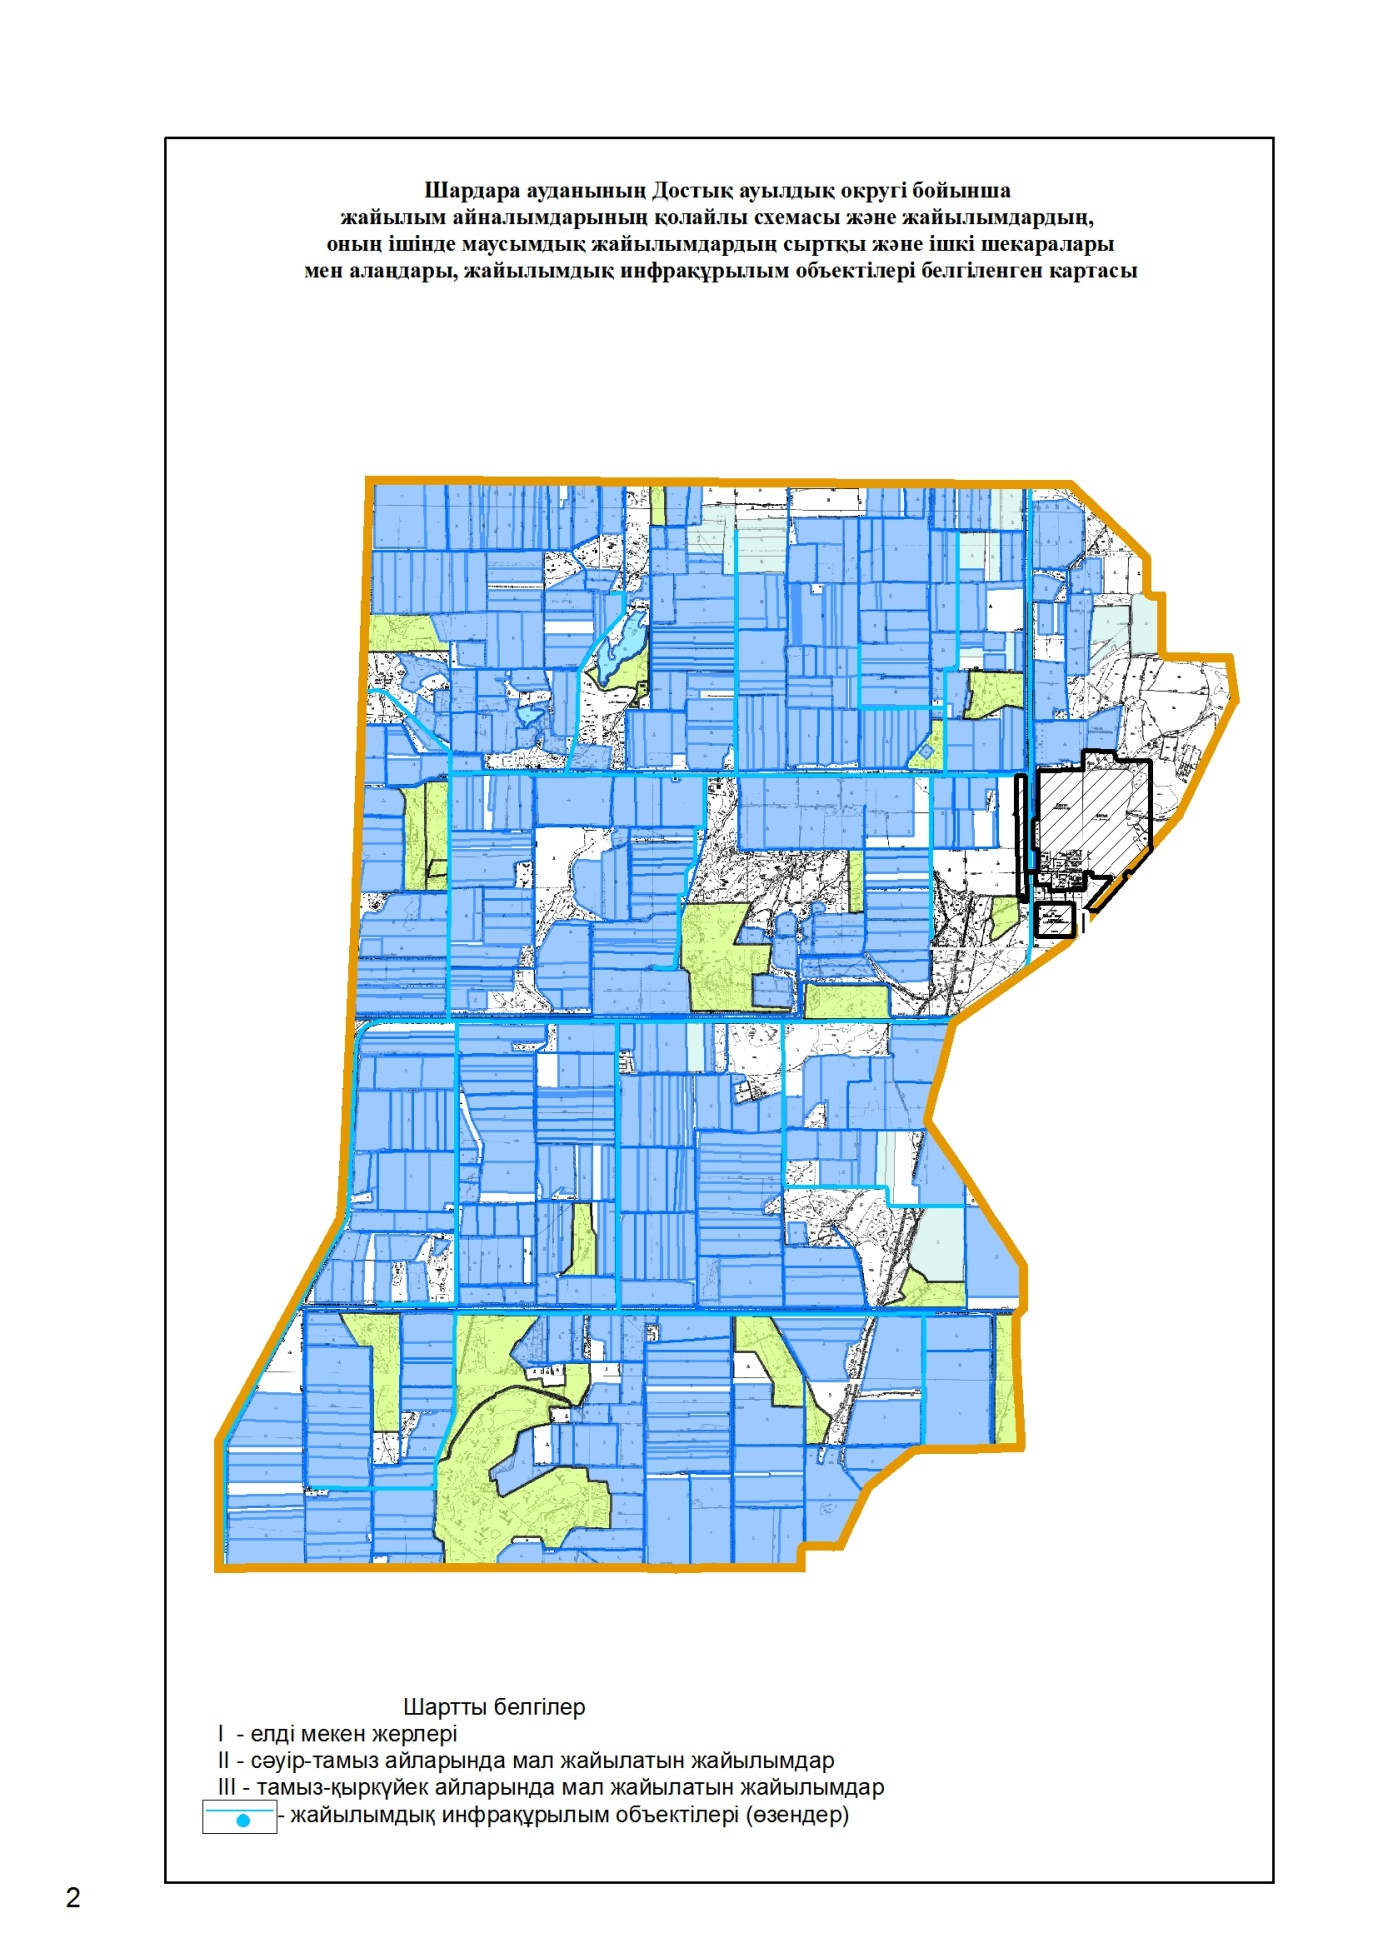 Шардара ауданының Достық ауылдық округі бойынша
жайылым айналымдарының қолайлы схемасы және жайылымдардың,
оның ішінде маусымдық жайылымдардың сыртқы және ішкі шекаралары
мен алаңдары, жайылымдық инфрақұрылым объектілері белгіленген картасы
I
Шартты белгілер
I - елді мекен жерлері
II - сәуір-тамыз айларында мал жайылатын жайылымдар
III - тамыз-қыркүйек айларында мал жайылатын жайылымдар
- жайылымдық инфрақұрылым объектілері (өзендер)
2